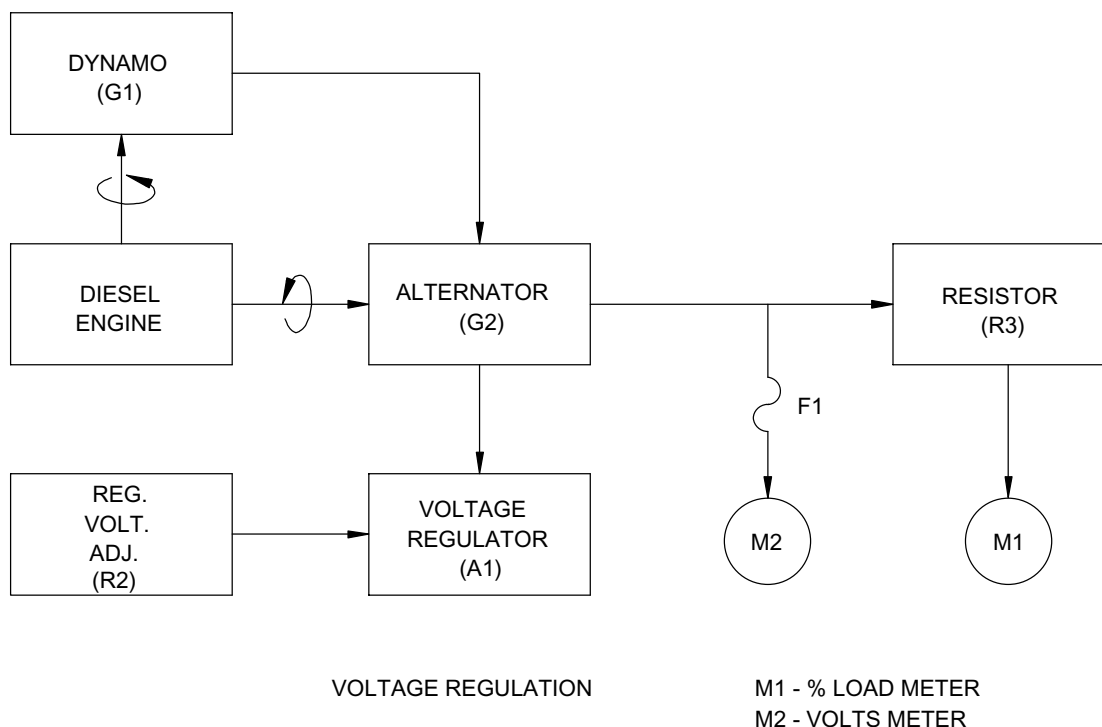 DYNAMO
(G1)
DIESEL
ENGINE
ALTERNATOR
(G2)
RESISTOR
(R3)
F1
REG.
VOLT.
ADJ.
(R2)
VOLTAGE
REGULATOR
(A1)
M2
M1
VOLTAGE REGULATION
M1 - % LOAD METER
M2 - VOLTS METER